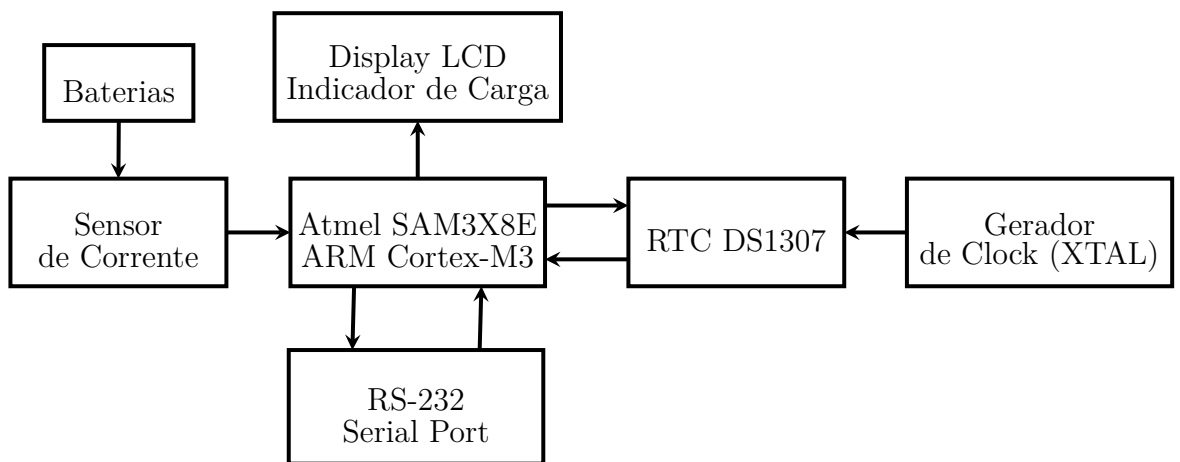 Display LCD
Indicador de Carga
Baterias
Sensor
de Corrente
Atmel SAM3X8E
ARM Cortex-M3
RTC DS1307
Gerador
de Clock (XTAL)
RS-232
Serial Port